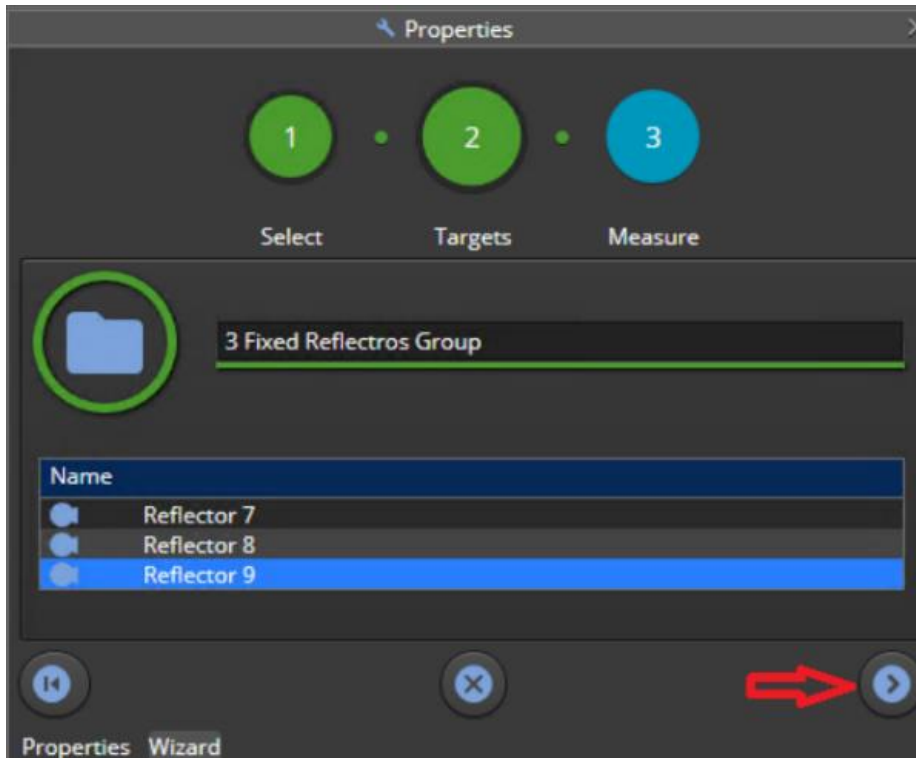 Properties
1 2 3
Select Targets Measure
3 Fixed Reflectros Group
Name
Reflector 7
Reflector 8
Reflector 9
Properties Wizard